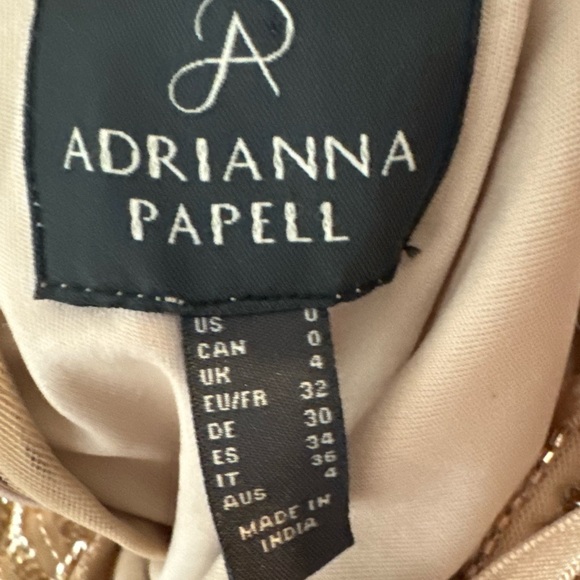 AP
ADRIANNA
PAPELL
US 0
CAN 0
UK 4
EU/FR 32
DE 30
ES 34
IT 36
AUS 4
MADE IN
INDIA